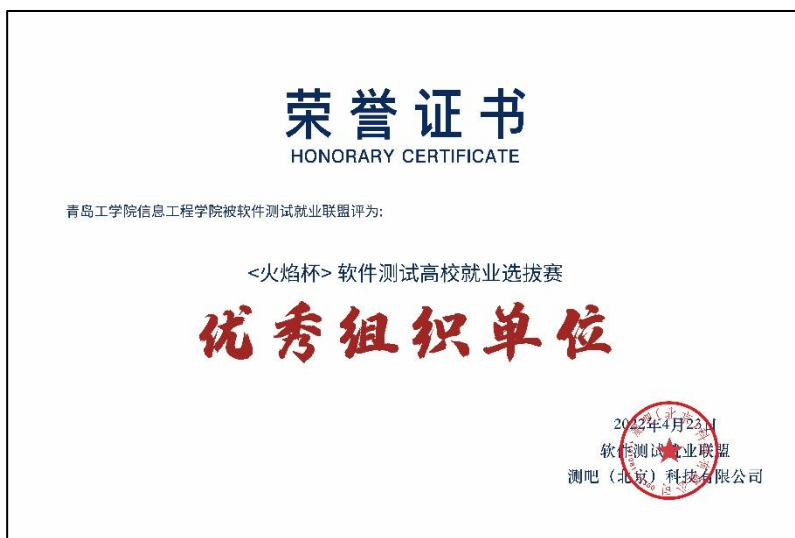 荣誉证书
HONORARY CERTIFICATE
青岛工学院信息工程学院被软件测试就业联盟评为:
<火焰杯> 软件测试高校就业选拔赛
优秀组织单位
2022年4月23日
软件测试就业联盟
测吧（北京）科技有限公司